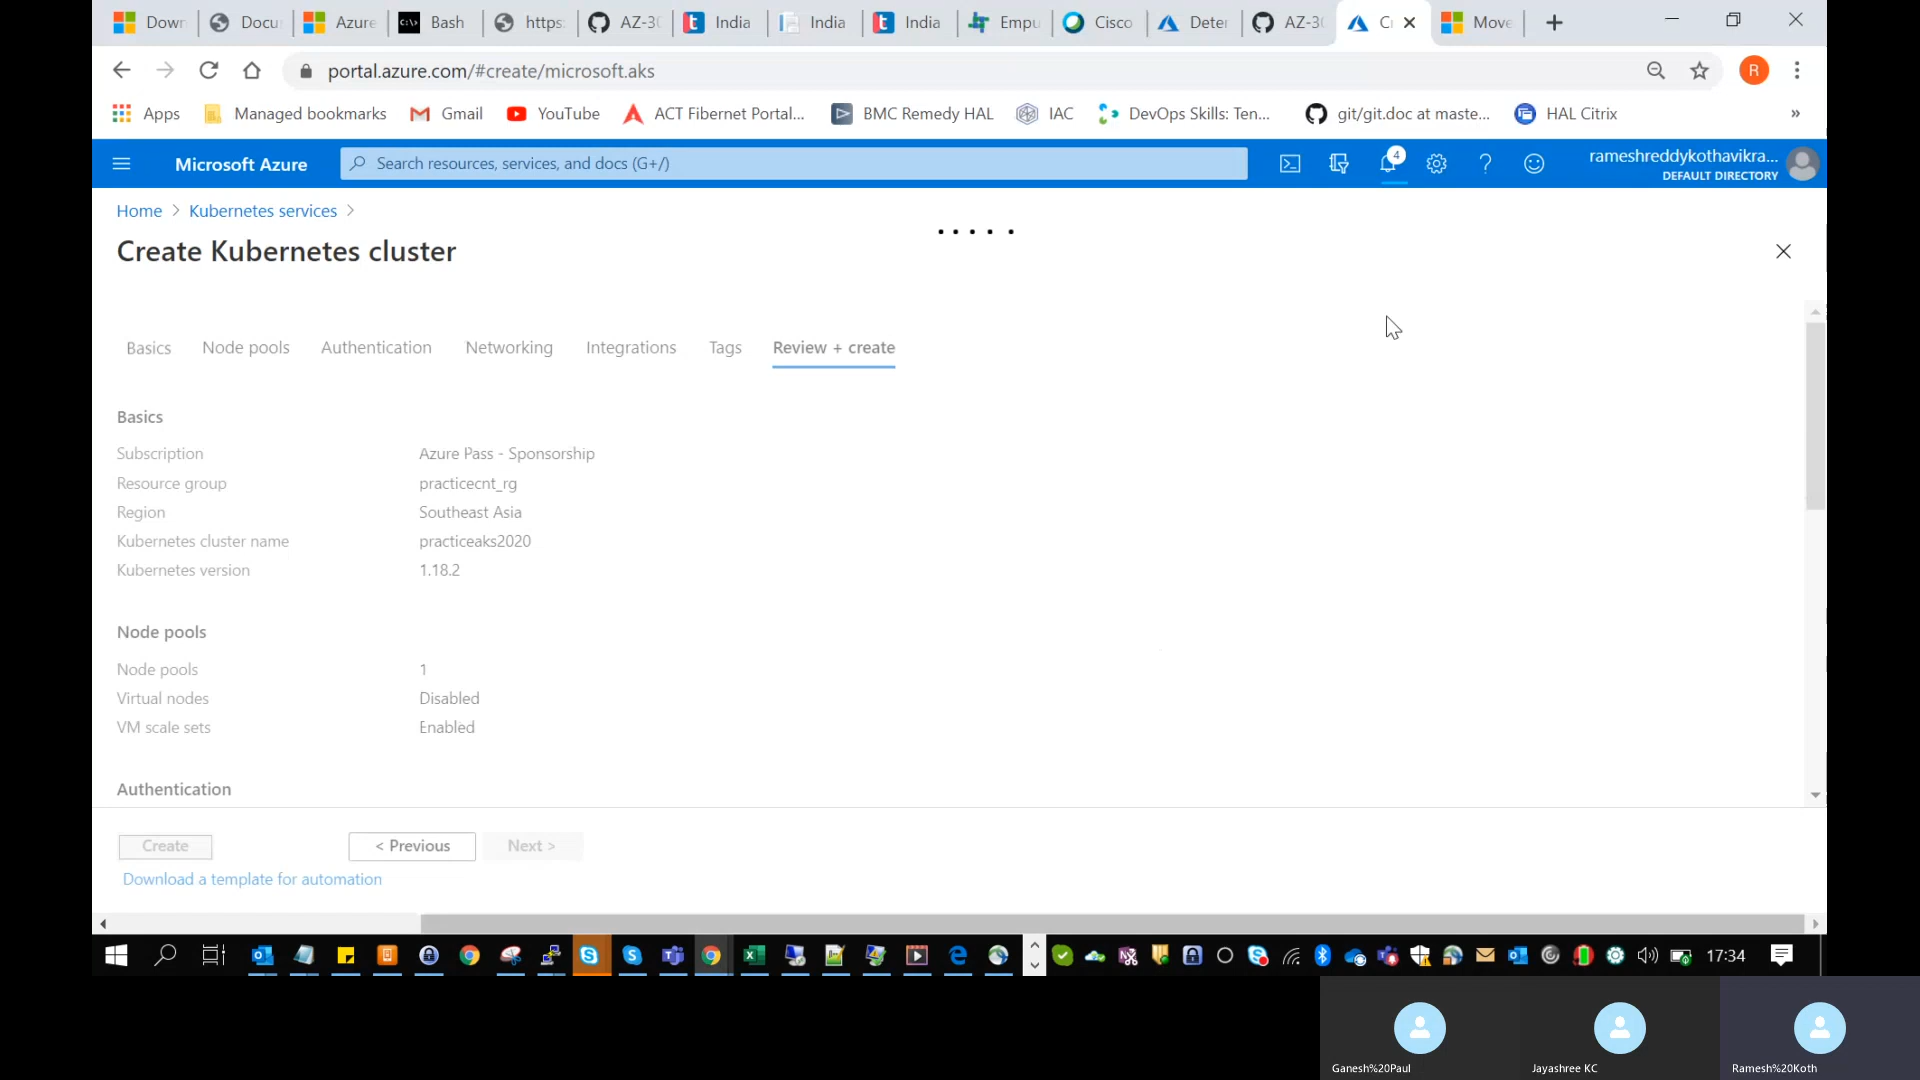 Down Docu Azure Bash https: AZ-30 India India India Empu Cisco Deter AZ-30 Cr Move
portal.azure.com/#create/microsoft.aks R
Apps Managed bookmarks Gmail YouTube ACT Fibernet Portal... BMC Remedy HAL IAC DevOps Skills: Ten... git/git.doc at maste... HAL Citrix »
Microsoft Azure Search resources, services, and docs (G+/) 4 rameshreddykothavikra...
DEFAULT DIRECTORY
Home > Kubernetes services >
Create Kubernetes cluster
Basics Node pools Authentication Networking Integrations Tags Review + create
Basics
Subscription Azure Pass - Sponsorship
Resource group practicecnt_rg
Region Southeast Asia
Kubernetes cluster name practiceaks2020
Kubernetes version 1.18.2
Node pools
Node pools 1
Virtual nodes Disabled
VM scale sets Enabled
Authentication
Create < Previous Next >
Download a template for automation
17:34
Ganesh%20Paul Jayashree KC Ramesh%20Koth